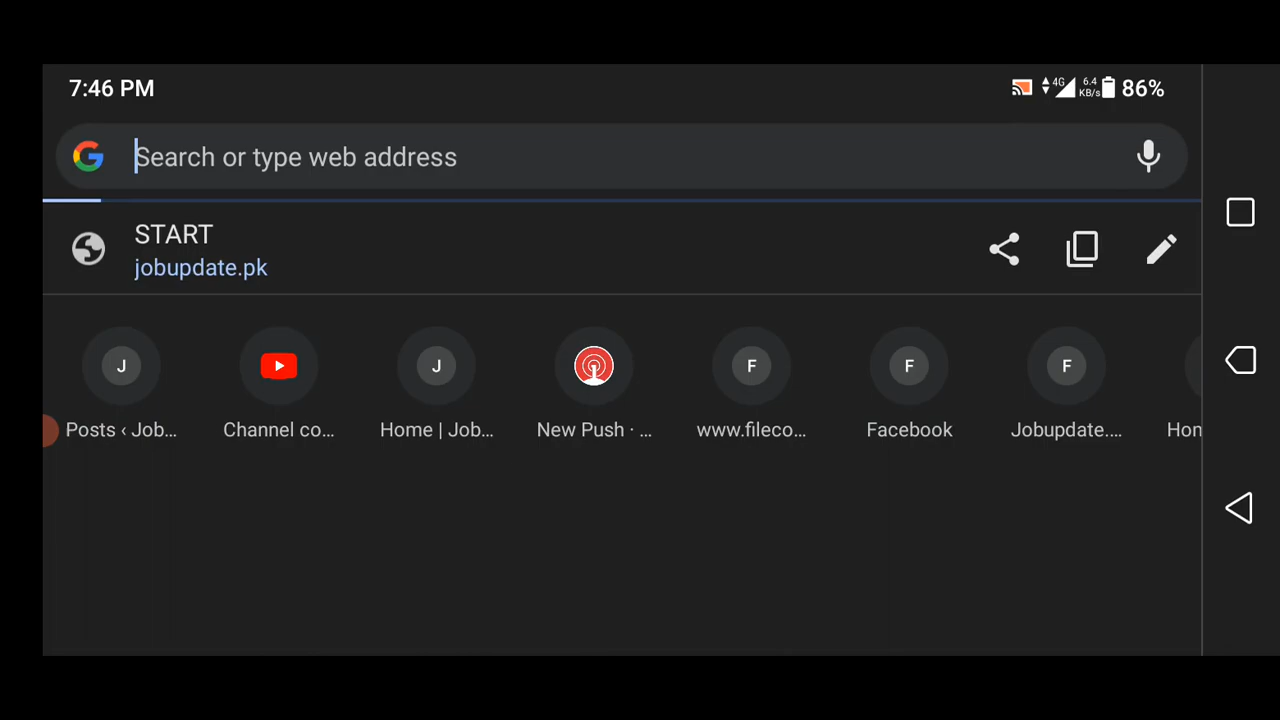 7:46 PM
4G 6.4 KB/s 86%
Search or type web address
START
jobupdate.pk
J J F F F
Posts ‹ Job... Channel co... Home | Job... New Push · ... www.fileco... Facebook Jobupdate.... Hon